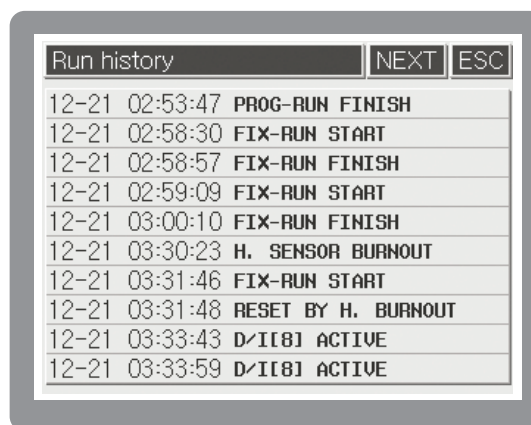 Run history NEXT ESC
12-21 02:53:47 PROG-RUN FINISH
12-21 02:58:30 FIX-RUN START
12-21 02:58:57 FIX-RUN FINISH
12-21 02:59:09 FIX-RUN START
12-21 03:00:10 FIX-RUN FINISH
12-21 03:30:23 H. SENSOR BURNOUT
12-21 03:31:46 FIX-RUN START
12-21 03:31:48 RESET BY H. BURNOUT
12-21 03:33:43 D/I[8] ACTIVE
12-21 03:33:59 D/I[8] ACTIVE